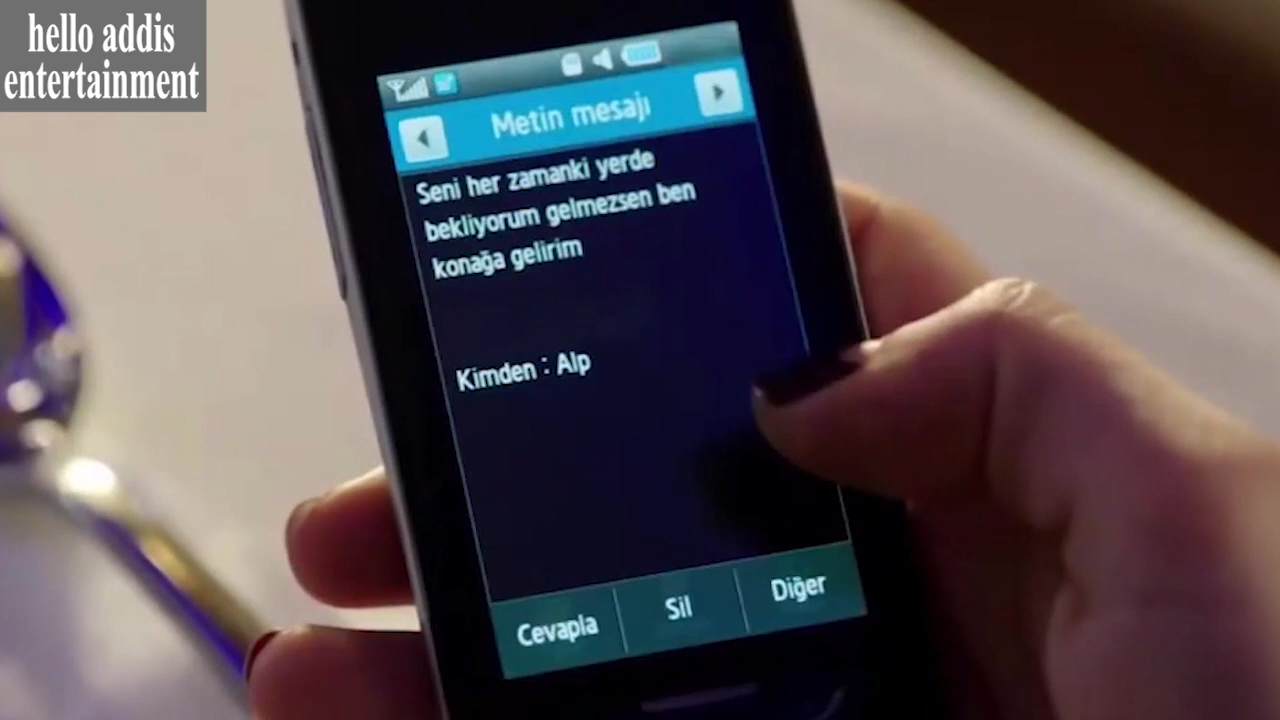 hello addis
entertainment
Metin mesajı
Seni her zamanki yerde
bekliyorum gelmezsen ben
konağa gelirim
Kimden : Alp
Cevapla Sil Diğer